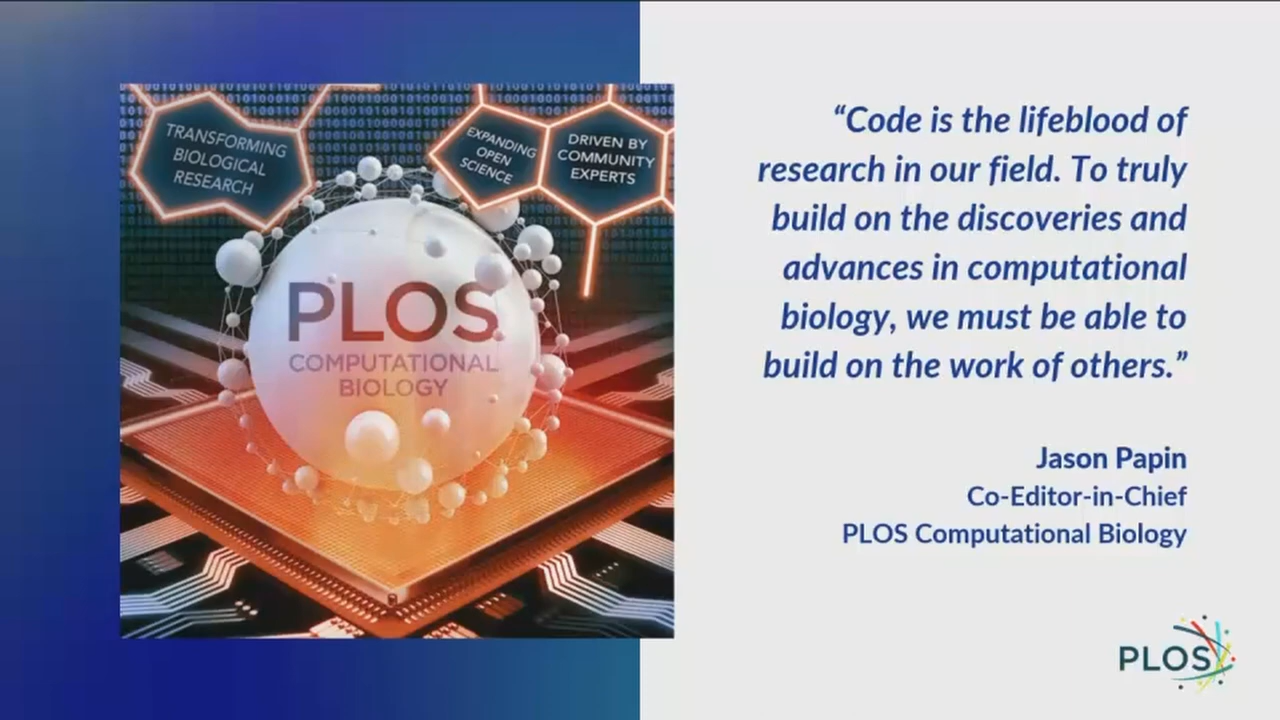 TRANSFORMING
BIOLOGICAL
RESEARCH
EXPANDING
OPEN
SCIENCE
DRIVEN BY
COMMUNITY
EXPERTS
PLOS
COMPUTATIONAL
BIOLOGY
“Code is the lifeblood of
research in our field. To truly
build on the discoveries and
advances in computational
biology, we must be able to
build on the work of others.”
Jason Papin
Co-Editor-in-Chief
PLOS Computational Biology
PLOS